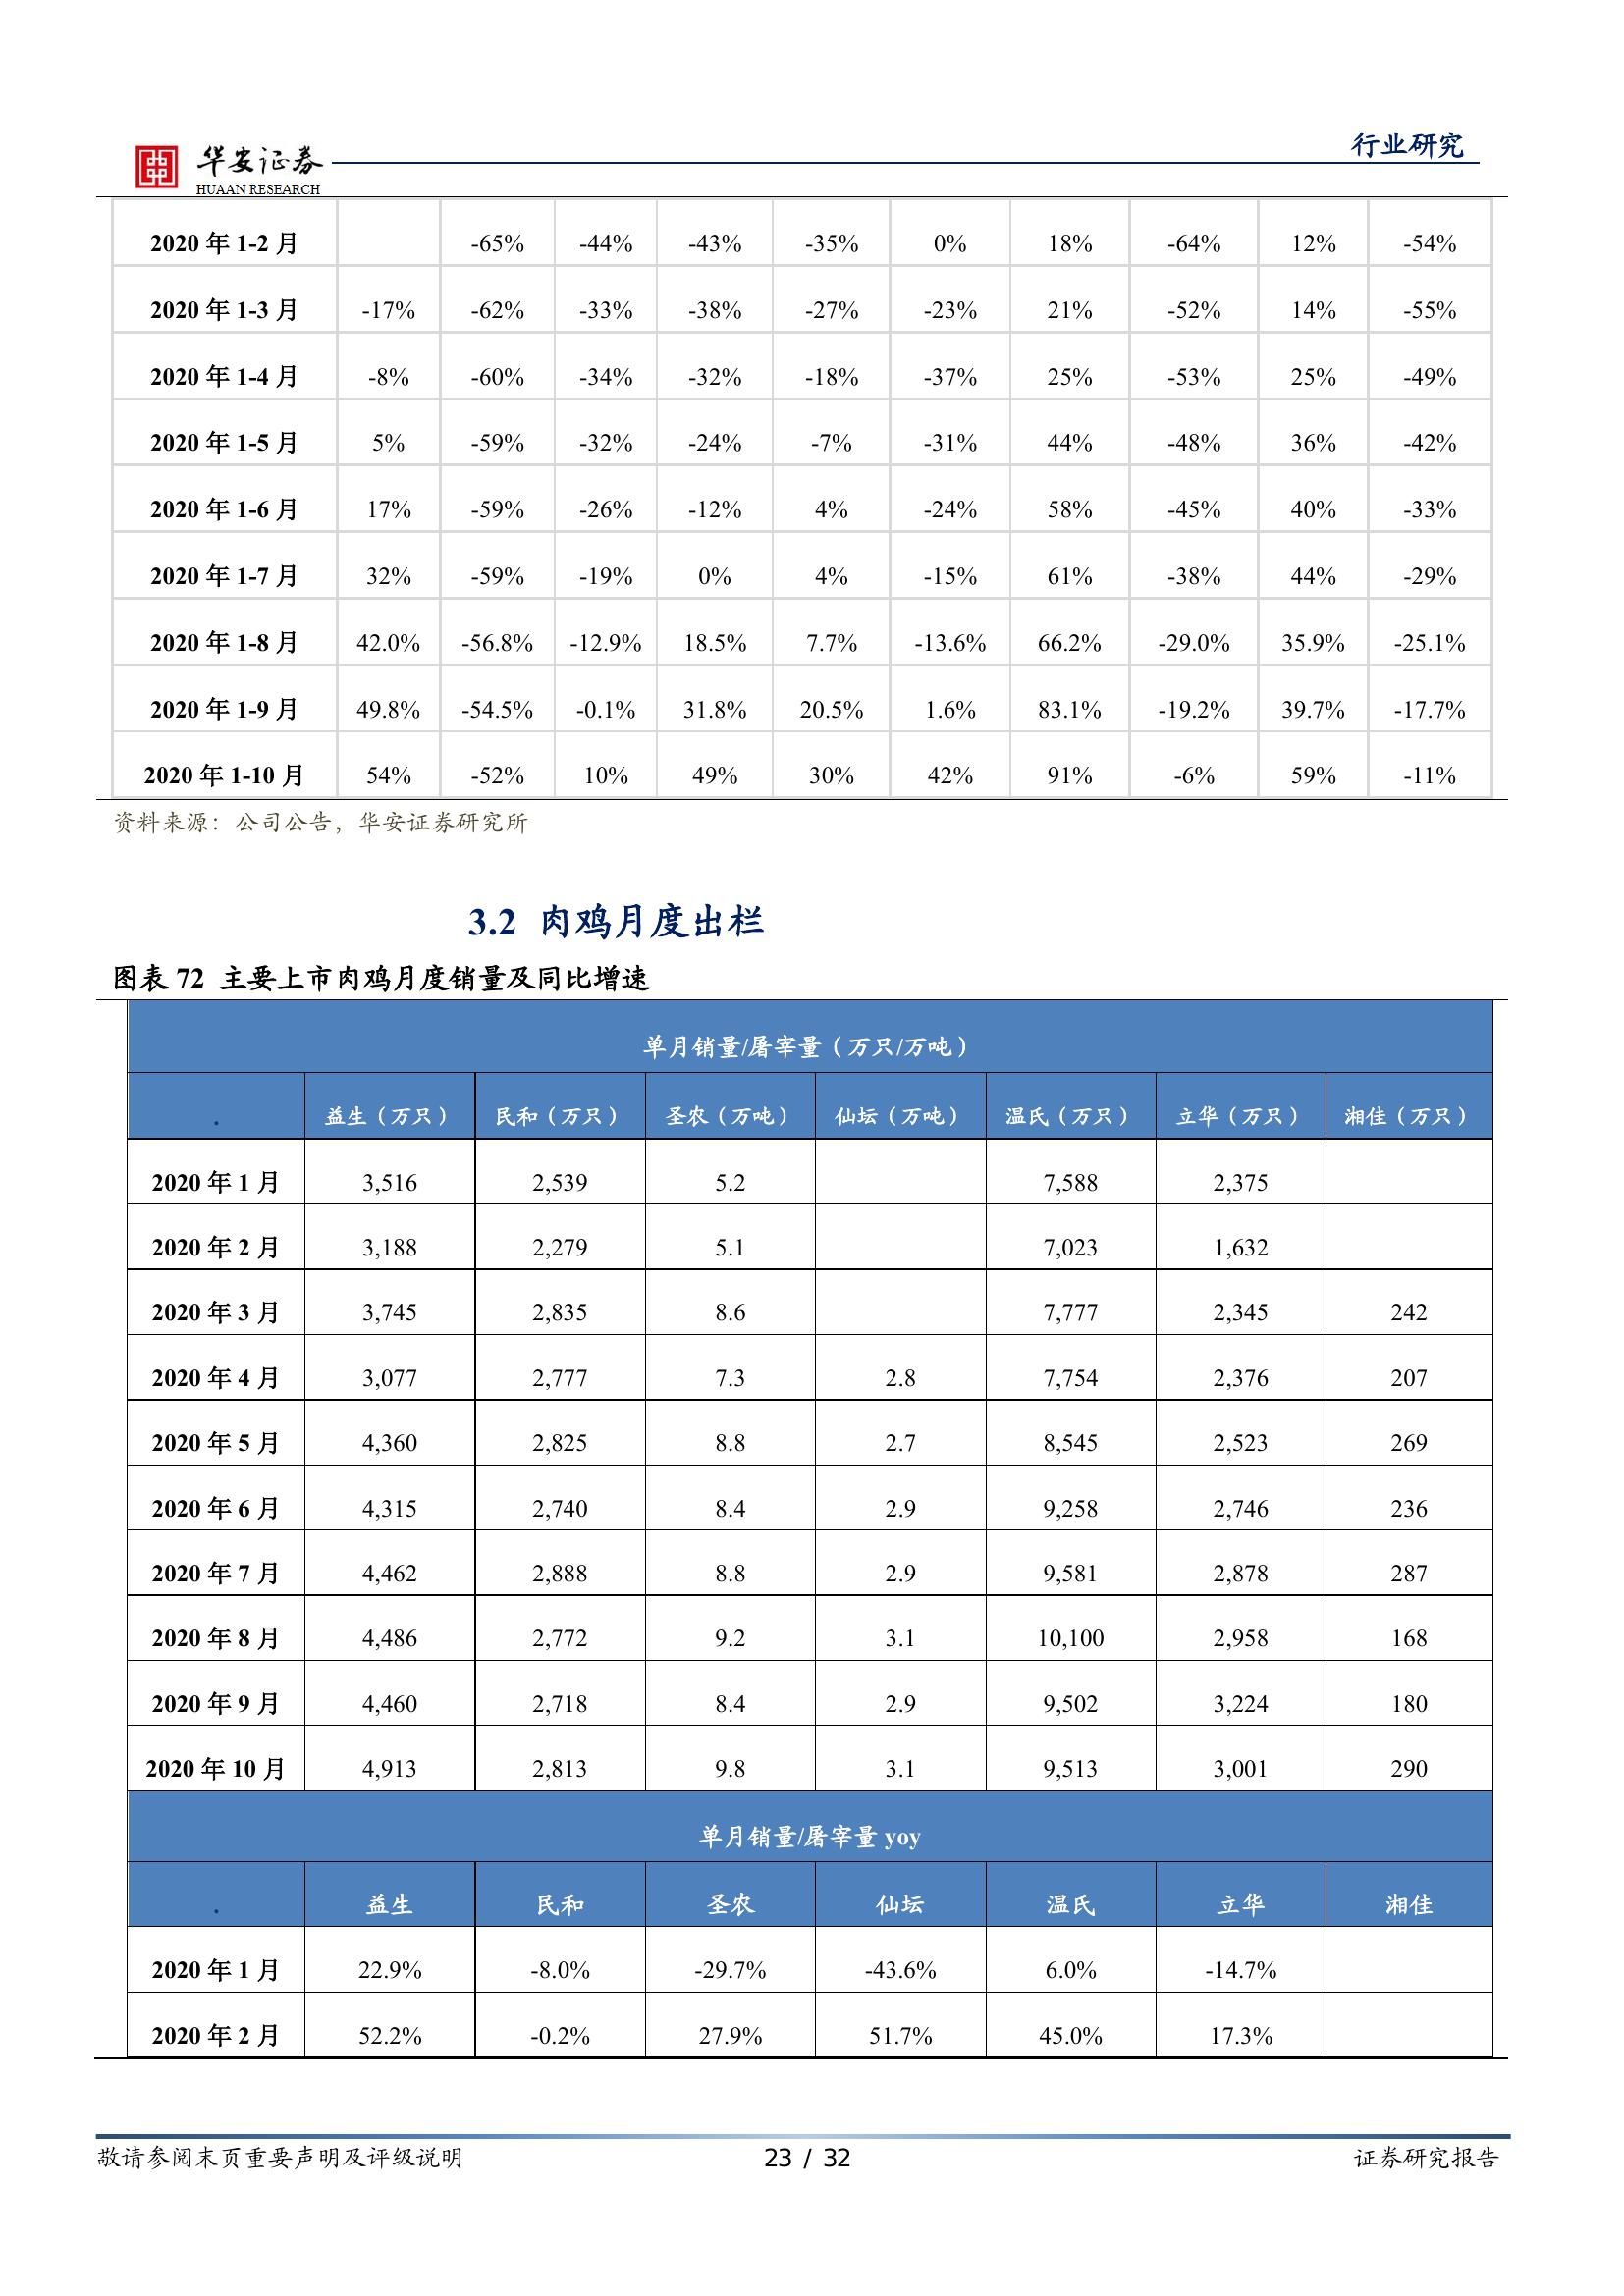 行业研究
华安证券
HUAAN RESEARCH
2020 年 1-2 月 -65% -44% -43% -35% 0% 18% -64% 12% -54%
2020 年 1-3 月 -17% -62% -33% -38% -27% -23% 21% -52% 14% -55%
2020 年 1-4 月 -8% -60% -34% -32% -18% -37% 25% -53% 25% -49%
2020 年 1-5 月 5% -59% -32% -24% -7% -31% 44% -48% 36% -42%
2020 年 1-6 月 17% -59% -26% -12% 4% -24% 58% -45% 40% -33%
2020 年 1-7 月 32% -59% -19% 0% 4% -15% 61% -38% 44% -29%
2020 年 1-8 月 42.0% -56.8% -12.9% 18.5% 7.7% -13.6% 66.2% -29.0% 35.9% -25.1%
2020 年 1-9 月 49.8% -54.5% -0.1% 31.8% 20.5% 1.6% 83.1% -19.2% 39.7% -17.7%
2020 年 1-10 月 54% -52% 10% 49% 30% 42% 91% -6% 59% -11%
资料来源：公司公告，华安证券研究所
3.2 肉鸡月度出栏
图表 72 主要上市肉鸡月度销量及同比增速
单月销量/屠宰量（万只/万吨）
. 益生（万只） 民和（万只） 圣农（万吨） 仙坛（万吨） 温氏（万只） 立华（万只） 湘佳（万只）
2020 年 1 月 3,516 2,539 5.2 7,588 2,375
2020 年 2 月 3,188 2,279 5.1 7,023 1,632
2020 年 3 月 3,745 2,835 8.6 7,777 2,345 242
2020 年 4 月 3,077 2,777 7.3 2.8 7,754 2,376 207
2020 年 5 月 4,360 2,825 8.8 2.7 8,545 2,523 269
2020 年 6 月 4,315 2,740 8.4 2.9 9,258 2,746 236
2020 年 7 月 4,462 2,888 8.8 2.9 9,581 2,878 287
2020 年 8 月 4,486 2,772 9.2 3.1 10,100 2,958 168
2020 年 9 月 4,460 2,718 8.4 2.9 9,502 3,224 180
2020 年 10 月 4,913 2,813 9.8 3.1 9,513 3,001 290
单月销量/屠宰量 yoy
. 益生 民和 圣农 仙坛 温氏 立华 湘佳
2020 年 1 月 22.9% -8.0% -29.7% -43.6% 6.0% -14.7%
2020 年 2 月 52.2% -0.2% 27.9% 51.7% 45.0% 17.3%
敬请参阅末页重要声明及评级说明 23 / 32 证券研究报告